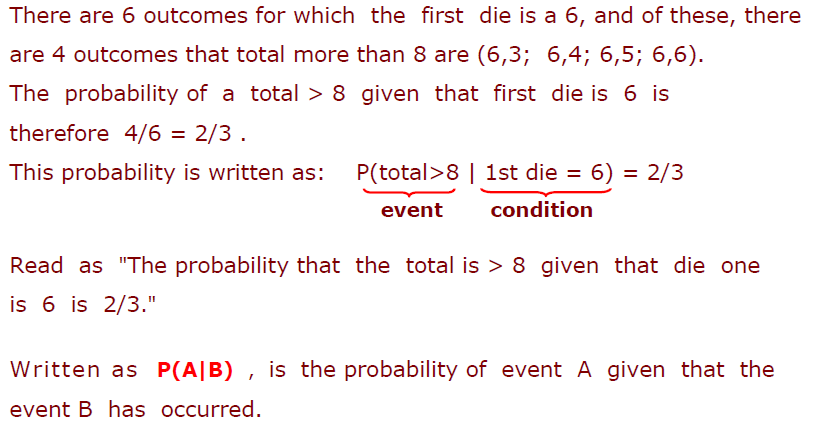 There are 6 outcomes for which the first die is a 6, and of these, there
are 4 outcomes that total more than 8 are (6,3; 6,4; 6,5; 6,6).
The probability of a total > 8 given that first die is 6 is
therefore 4/6 = 2/3 .
This probability is written as: P(total>8 | 1st die = 6) = 2/3
event condition
Read as "The probability that the total is > 8 given that die one
is 6 is 2/3."
Written as P(A|B) , is the probability of event A given that the
event B has occurred.